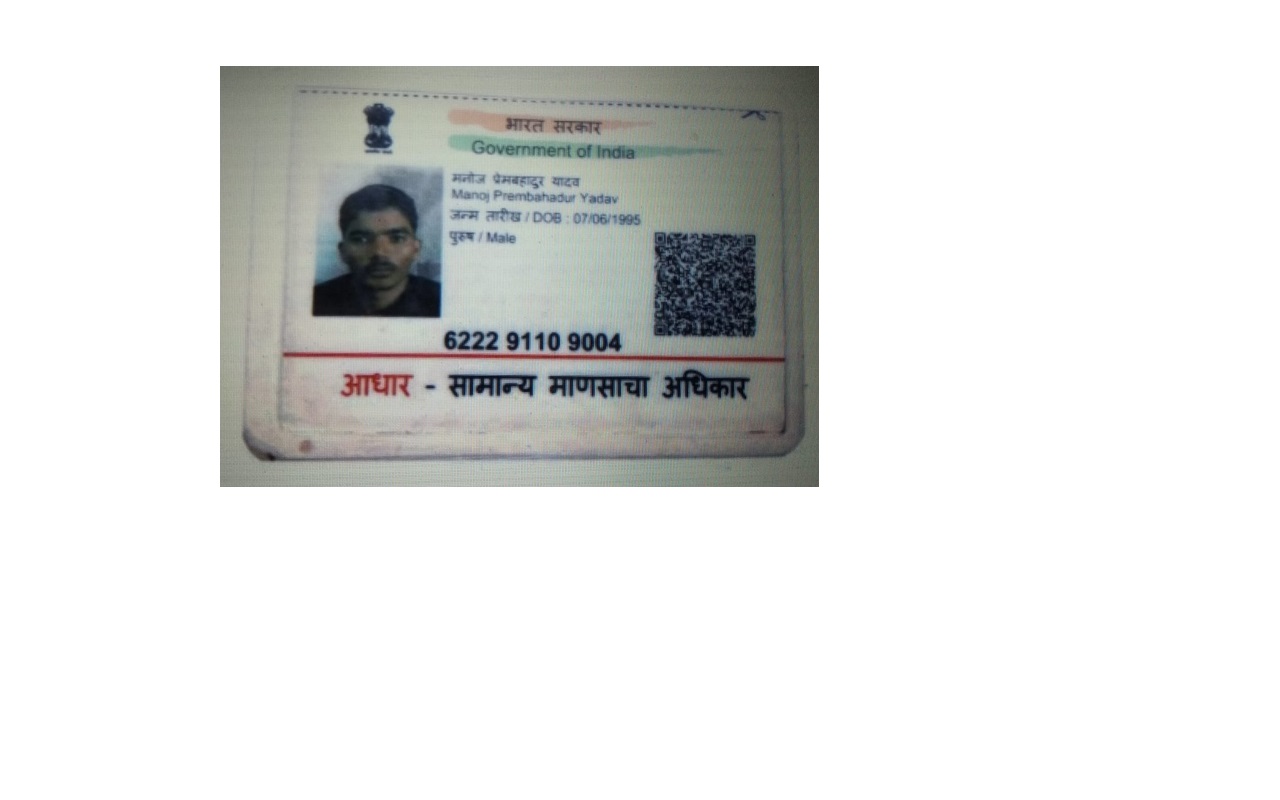 भारत सरकार
Government of India
मनोज प्रेमबहादुर यादव
Manoj Prembahadur Yadav
जन्म तारीख / DOB : 07/06/1995
पुरुष / Male
6222 9110 9004
आधार - सामान्य माणसाचा अधिकार